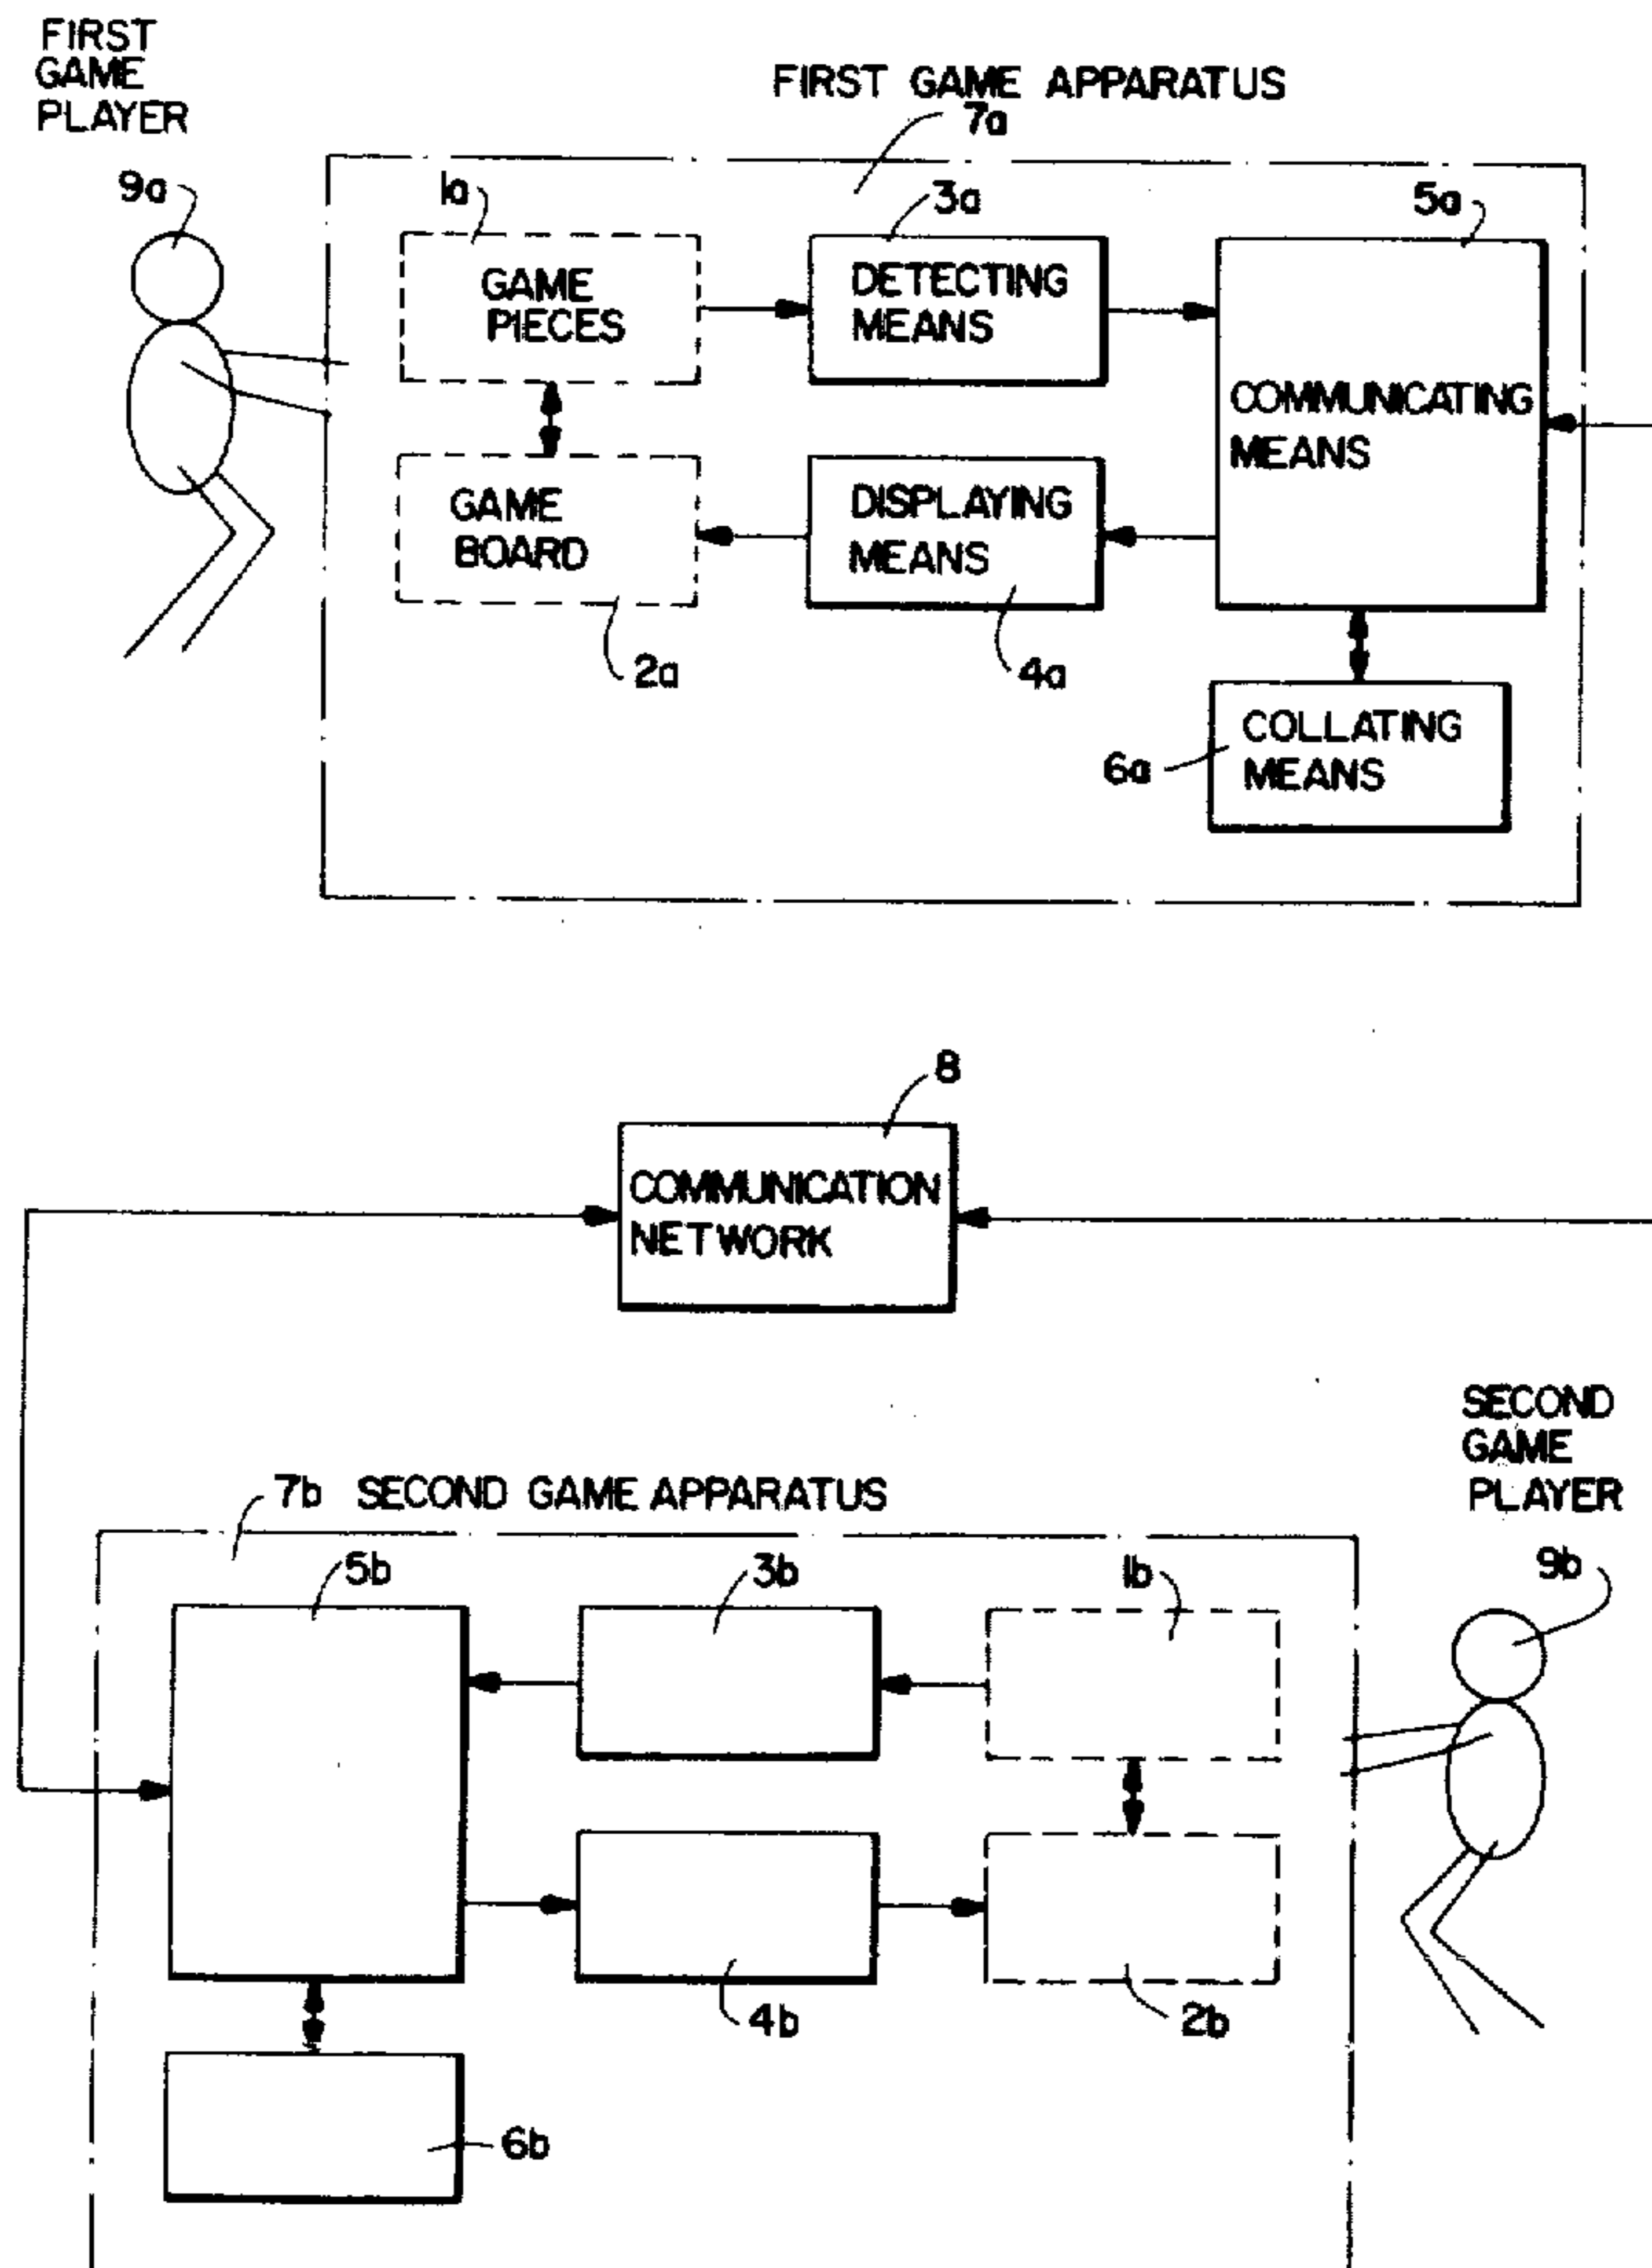 FIRST
GAME
PLAYER
FIRST GAME APPARATUS
7a
9a
1a
3a
5a
GAME
PIECES
DETECTING
MEANS
COMMUNICATING
MEANS
GAME
BOARD
DISPLAYING
MEANS
2a
4a
COLLATING
MEANS
6a
8
COMMUNICATION
NETWORK
SECOND
GAME
PLAYER
7b SECOND GAME APPARATUS
5b
3b
1b
9b
4b
2b
6b